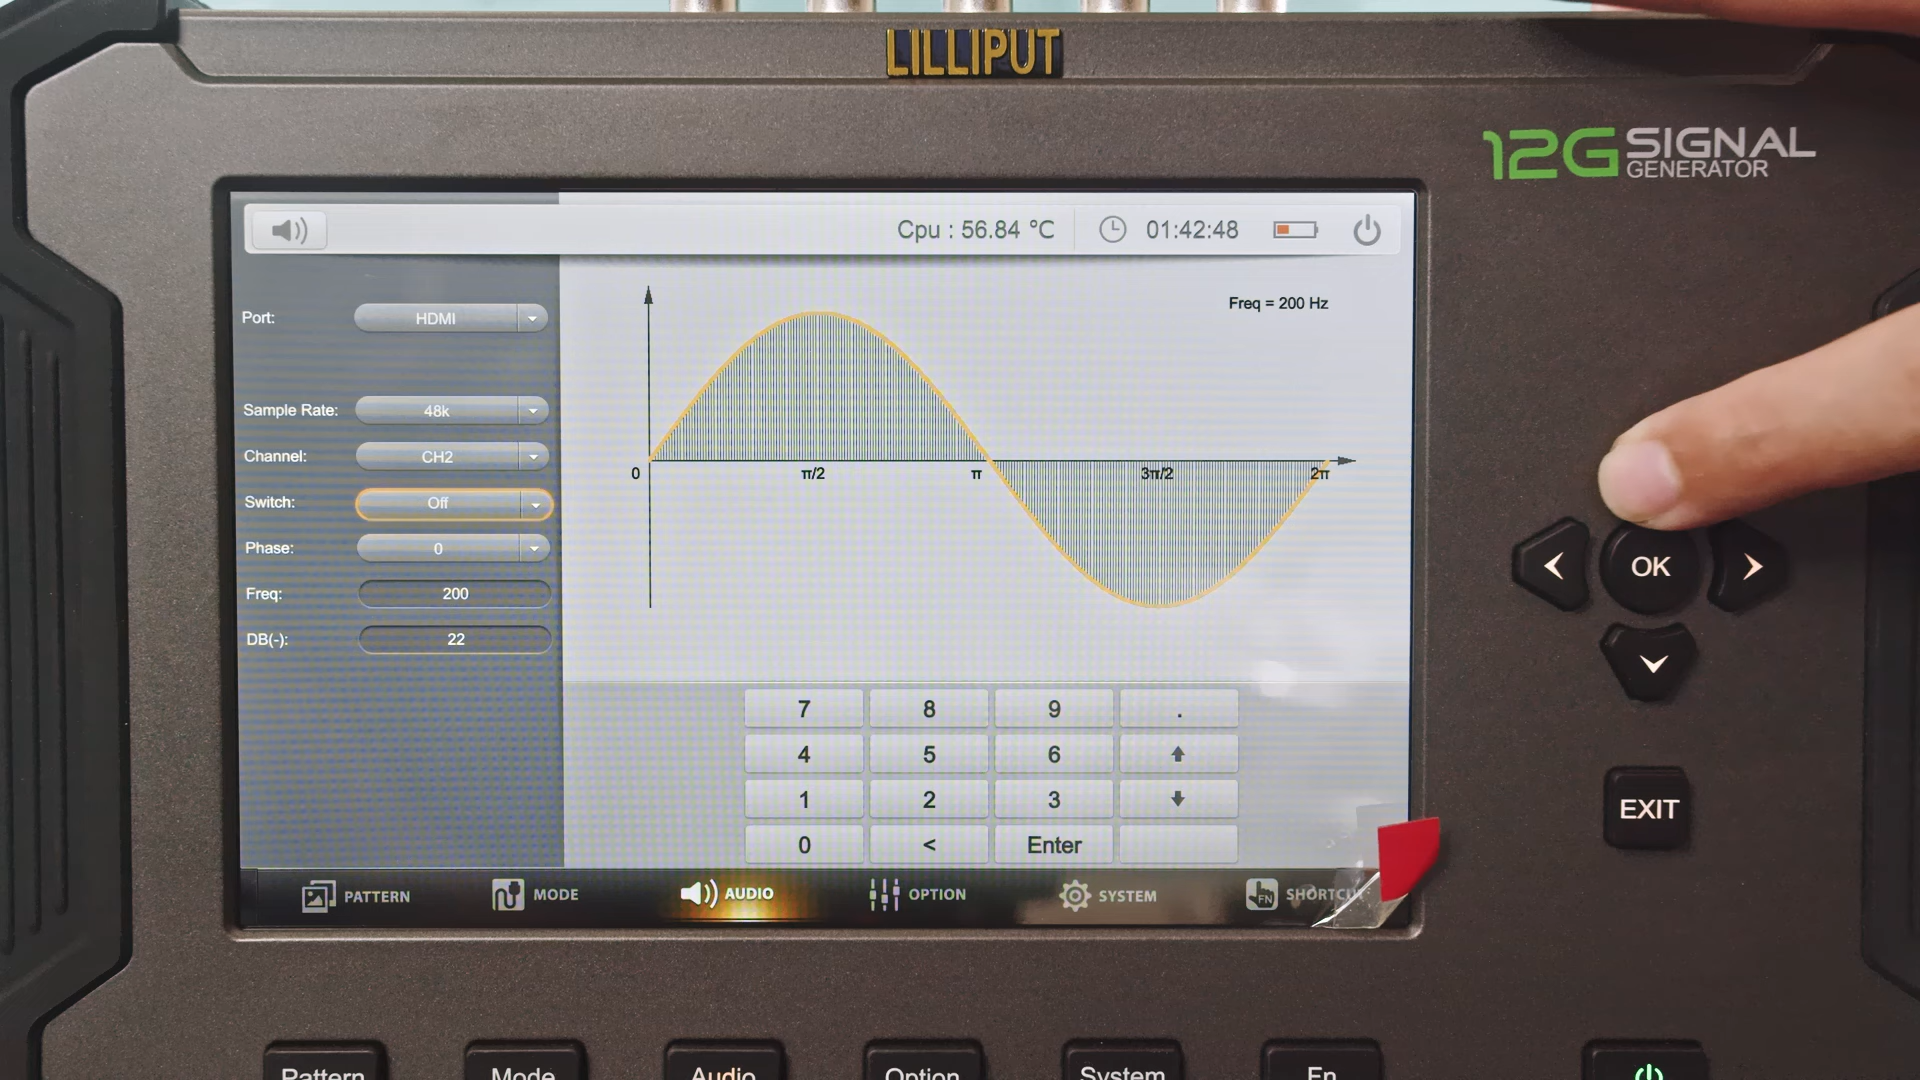 LILLIPUT
12G SIGNAL
GENERATOR
Cpu : 56.84 °C
01:42:48
Port: HDMI
Sample Rate: 48k
Channel: CH2
Switch: Off
Phase: 0
Freq: 200
DB(-): 22
Freq = 200 Hz
0 π/2 π 3π/2 2π
7 8 9 .
4 5 6
1 2 3
0 < Enter
PATTERN MODE AUDIO OPTION FN SYSTEM SHORTCU
< OK >
EXIT
Pattern Mode Audio Option System Fn